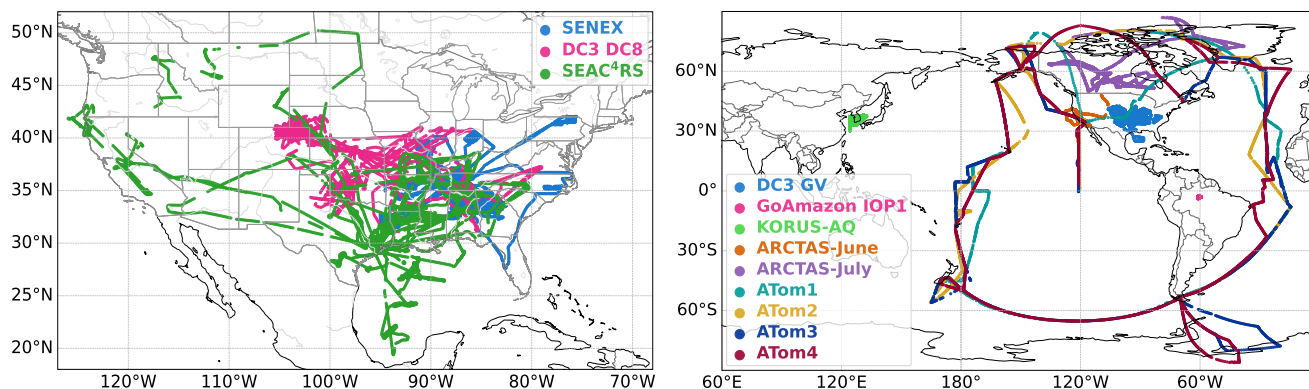 50°N
45°N
40°N
35°N
30°N
25°N
20°N
120°W
110°W
100°W
90°W
80°W
70°W
SENEX
DC3 DC8
SEAC⁴RS
60°N
30°N
0°
30°S
60°S
60°E
120°E
180°
120°W
60°W
0°
DC3 GV
GoAmazon IOP1
KORUS-AQ
ARCTAS-June
ARCTAS-July
ATom1
ATom2
ATom3
ATom4